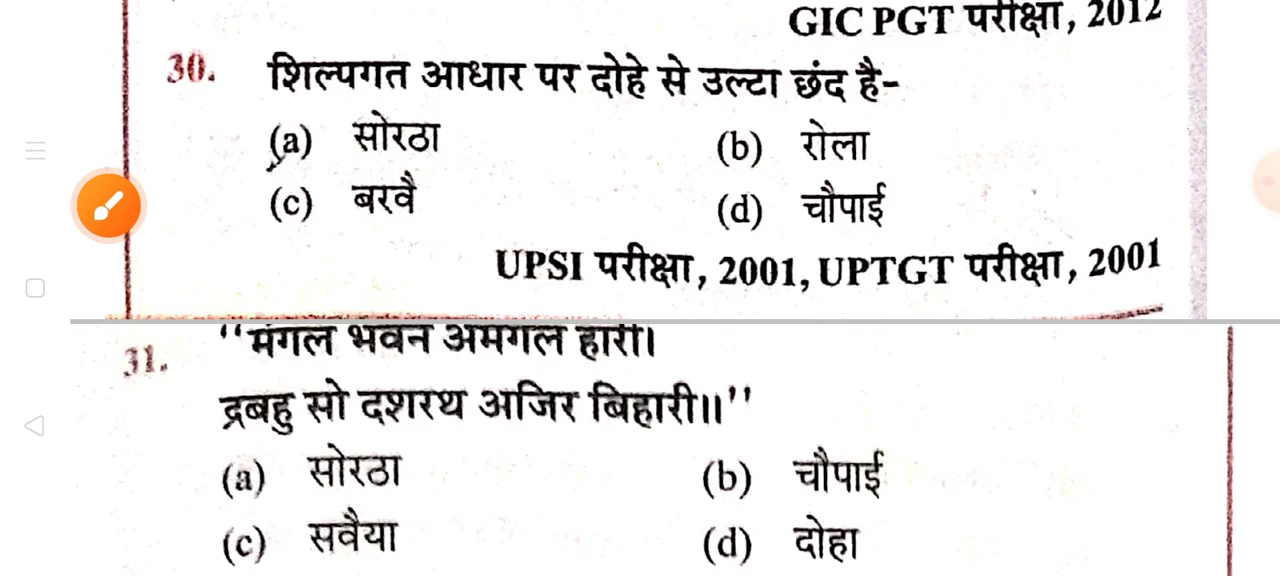 GIC PGT परीक्षा, 2012
30. शिल्पगत आधार पर दोहे से उल्टा छंद है-
(a) सोरठा (b) रोला
(c) बरवै (d) चौपाई
UPSI परीक्षा, 2001, UPTGT परीक्षा, 2001
31. ''मंगल भवन अमंगल हारी।
द्रबहु सो दशरथ अजिर बिहारी॥''
(a) सोरठा (b) चौपाई
(c) सवैया (d) दोहा